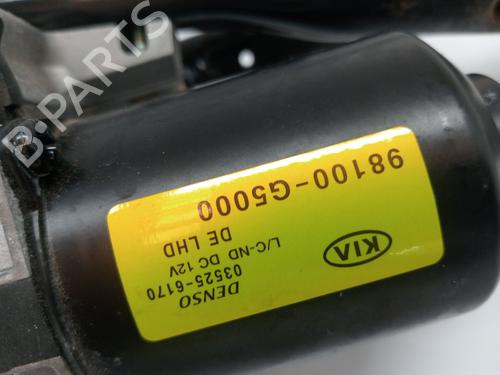 98100-G5000
DE LHD
L/C-ND DC 12V
03525-6170
DENSO
KIA
B-PARTS